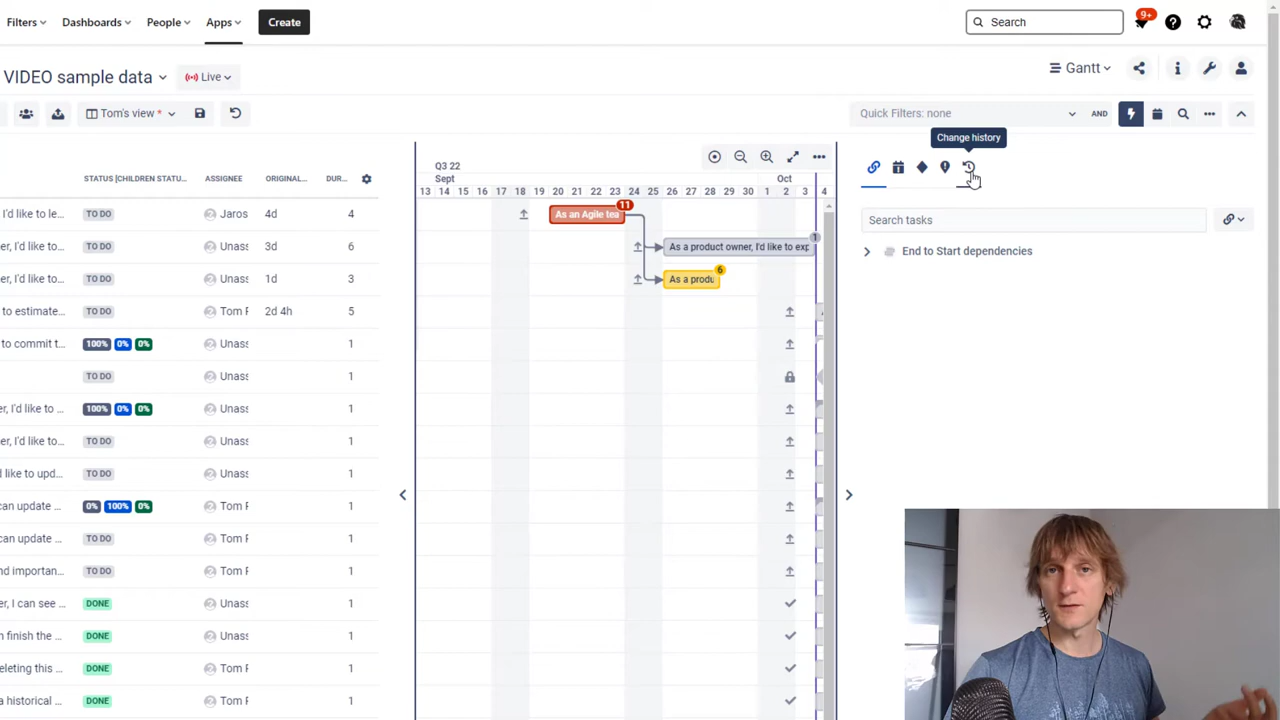 Filters Dashboards People Apps Create Search 9+
VIDEO sample data Live Gantt
Tom's view * Quick Filters: none AND
Change history
Q3 22
Sept Oct
STATUS [CHILDREN STATU... ASSIGNEE ORIGINAL... DUR...
13 14 15 16 17 18 19 20 21 22 23 24 25 26 27 28 29 30 1 2 3 4
I'd like to le... TO DO Jaros 4d 4 As an Agile tea 11
Search tasks
er, I'd like to... TO DO Unass 3d 6 As a product owner, I'd like to exp 1
End to Start dependencies
er, I'd like to... TO DO Unass 1d 3 As a produ 6
to estimate... TO DO Tom F 2d 4h 5
to commit t... 100% 0% 0% Unass 1
TO DO Unass 1
er, I'd like to ... 100% 0% 0% Unass 1
er, I'd like to... TO DO Unass 1
like to upd... TO DO Unass 1
can update ... 0% 100% 0% Unass 1
can update ... TO DO Tom F 1
nd importan... TO DO Tom F 1
er, I can see ... DONE Unass 1
n finish the ... DONE Unass 1
eleting this ... DONE Tom F 1
a historical ... DONE Tom F 1